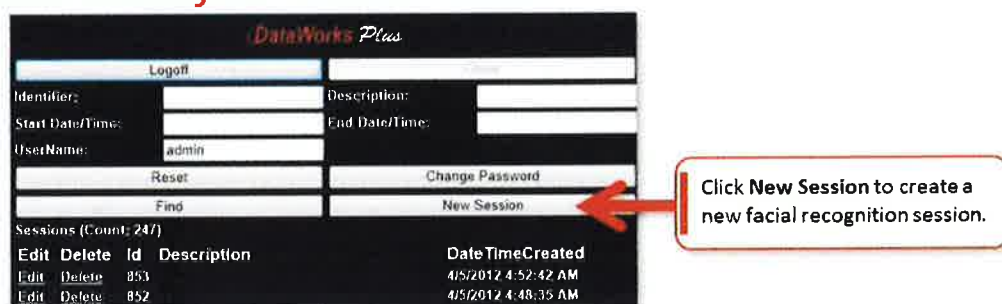 DataWorks Plus
Logoff
Identifier: Description:
Start Date/Time: End Date/Time:
UserName: admin
Reset Change Password
Find New Session
Sessions (Count: 247)
Edit Delete Id Description DateTimeCreated
Edit Delete 853 4/5/2012 4:52:42 AM
Edit Delete 852 4/5/2012 4:48:35 AM
Click New Session to create a
new facial recognition session.